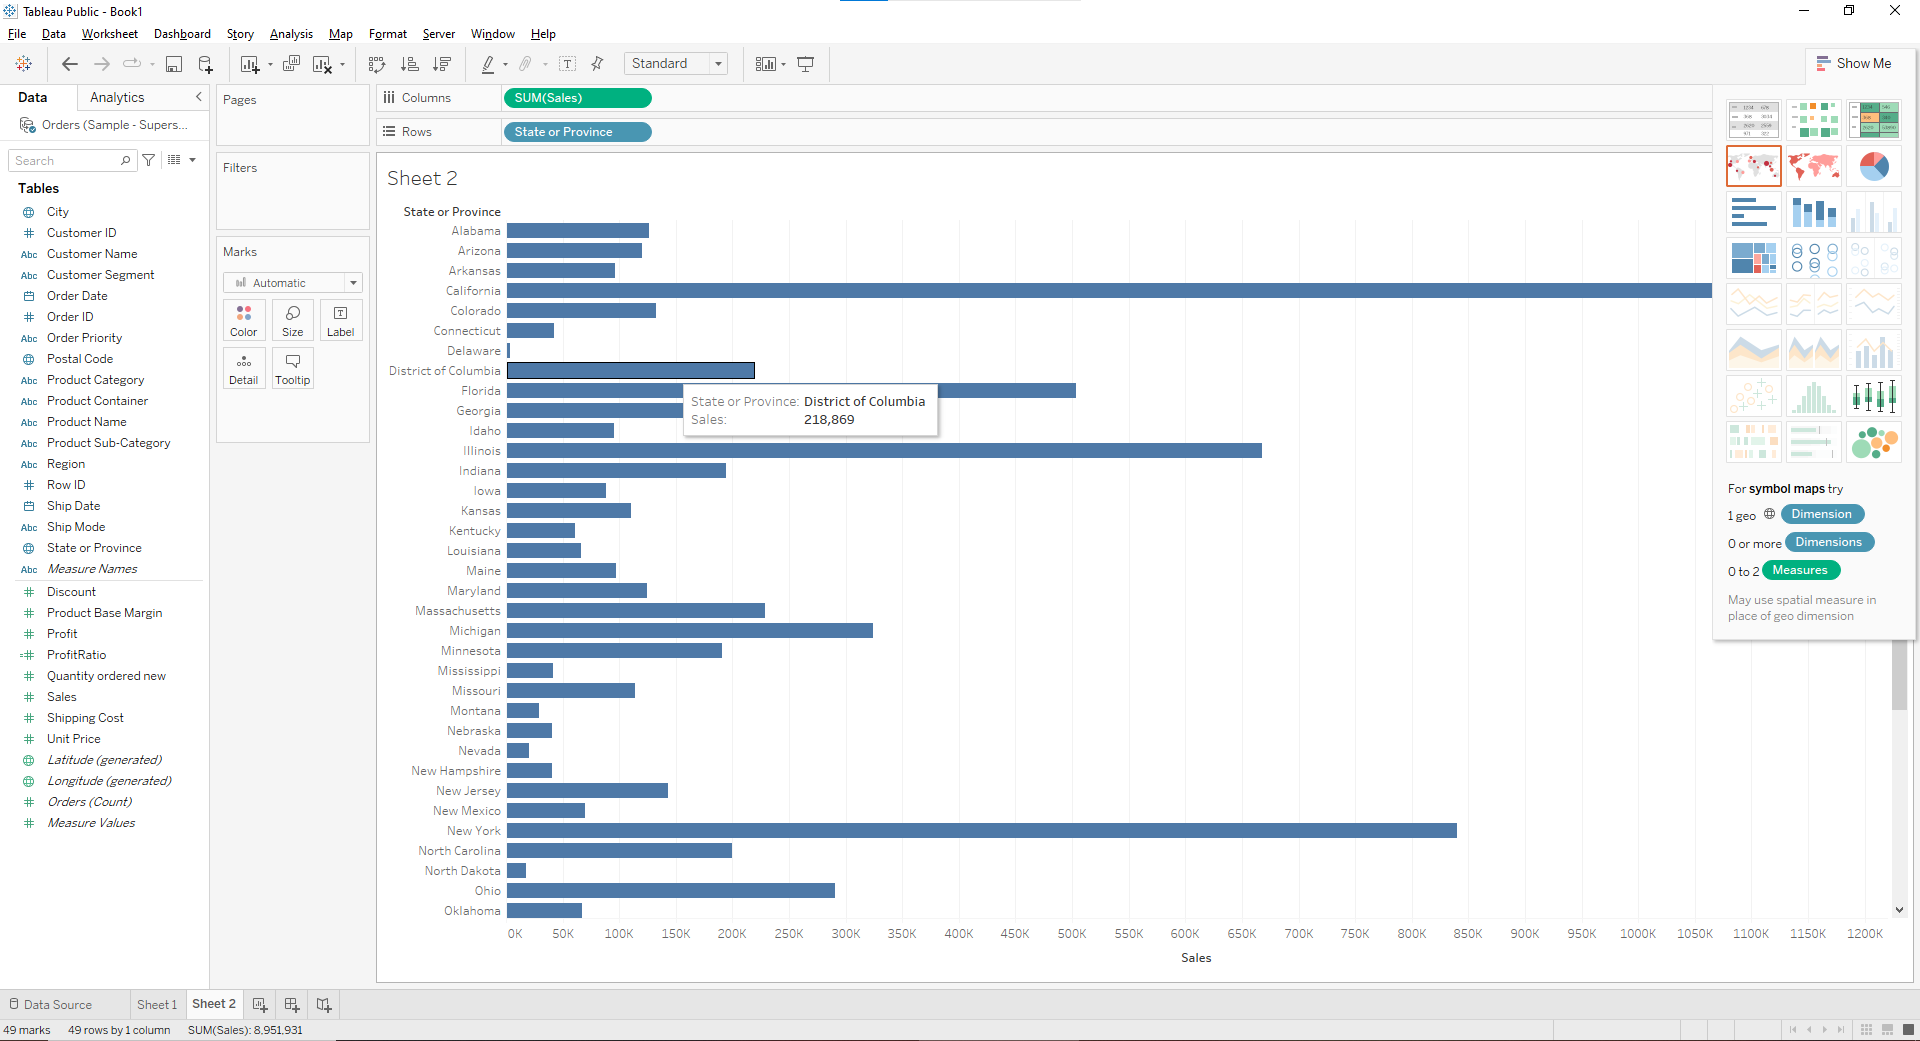 Tableau Public - Book1
File Data Worksheet Dashboard Story Analysis Map Format Server Window Help
Standard
Show Me
Data Analytics
Orders (Sample - Supers...
Search
Tables
City
Customer ID
Abc Customer Name
Abc Customer Segment
Order Date
Order ID
Abc Order Priority
Postal Code
Abc Product Category
Abc Product Container
Abc Product Name
Abc Product Sub-Category
Abc Region
Row ID
Ship Date
Abc Ship Mode
State or Province
Abc Measure Names
Discount
Product Base Margin
Profit
ProfitRatio
Quantity ordered new
Sales
Shipping Cost
Unit Price
Latitude (generated)
Longitude (generated)
Orders (Count)
Measure Values
Pages
Filters
Marks
Automatic
Color Size Label
Detail Tooltip
Columns SUM(Sales)
Rows State or Province
Sheet 2
State or Province
Alabama
Arizona
Arkansas
California
Colorado
Connecticut
Delaware
District of Columbia
Florida
Georgia
Idaho
Illinois
Indiana
Iowa
Kansas
Kentucky
Louisiana
Maine
Maryland
Massachusetts
Michigan
Minnesota
Mississippi
Missouri
Montana
Nebraska
Nevada
New Hampshire
New Jersey
New Mexico
New York
North Carolina
North Dakota
Ohio
Oklahoma
State or Province: District of Columbia
Sales: 218,869
0K 50K 100K 150K 200K 250K 300K 350K 400K 450K 500K 550K 600K 650K 700K 750K 800K 850K 900K 950K 1000K 1050K 1100K 1150K 1200K
Sales
For symbol maps try
1 geo Dimension
0 or more Dimensions
0 to 2 Measures
May use spatial measure in
place of geo dimension
Data Source Sheet 1 Sheet 2
49 marks 49 rows by 1 column SUM(Sales): 8,951,931